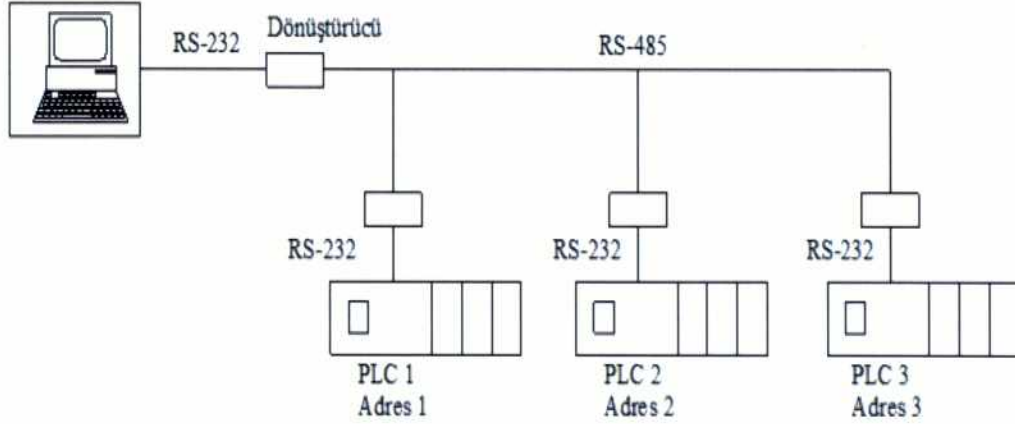 Dönüştürücü
RS-232
RS-485
RS-232
RS-232
RS-232
PLC 1
Adres 1
PLC 2
Adres 2
PLC 3
Adres 3